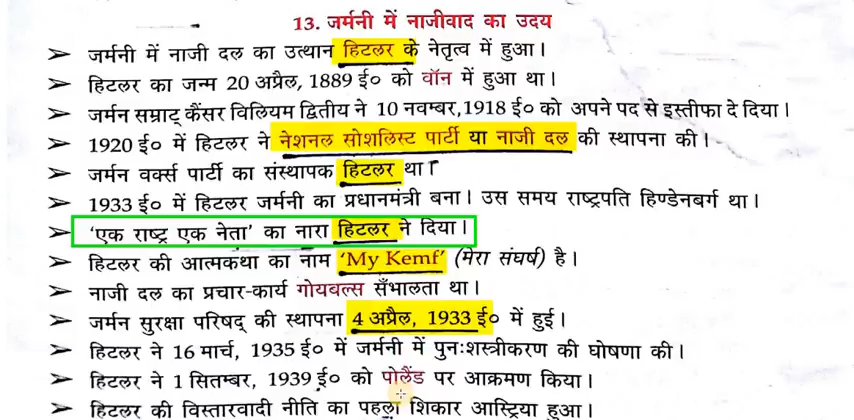 13. जर्मनी में नाजीवाद का उदय
➢ जर्मनी में नाजी दल का उत्थान हिटलर के नेतृत्व में हुआ।
➢ हिटलर का जन्म 20 अप्रैल, 1889 ई० को वॉन में हुआ था।
➢ जर्मन सम्राट् कैंसर विलियम द्वितीय ने 10 नवम्बर,1918 ई० को अपने पद से इस्तीफा दे दिया।
➢ 1920 ई० में हिटलर ने नेशनल सोशलिस्ट पार्टी या नाजी दल की स्थापना की।
➢ जर्मन वर्क्स पार्टी का संस्थापक हिटलर था।
➢ 1933 ई० में हिटलर जर्मनी का प्रधानमंत्री बना। उस समय राष्ट्रपति हिण्डेनबर्ग था।
➢ ‘एक राष्ट्र एक नेता’ का नारा हिटलर ने दिया।
➢ हिटलर की आत्मकथा का नाम ‘My Kemf’ (मेरा संघर्ष) है।
➢ नाजी दल का प्रचार-कार्य गोयबल्स सँभालता था।
➢ जर्मन सुरक्षा परिषद् की स्थापना 4 अप्रैल, 1933 ई० में हुई।
➢ हिटलर ने 16 मार्च, 1935 ई० में जर्मनी में पुनःशस्त्रीकरण की घोषणा की।
➢ हिटलर ने 1 सितम्बर, 1939 ई० को पोलैंड पर आक्रमण किया।
➢ हिटलर की विस्तारवादी नीति का पहला शिकार आस्ट्रिया हुआ।